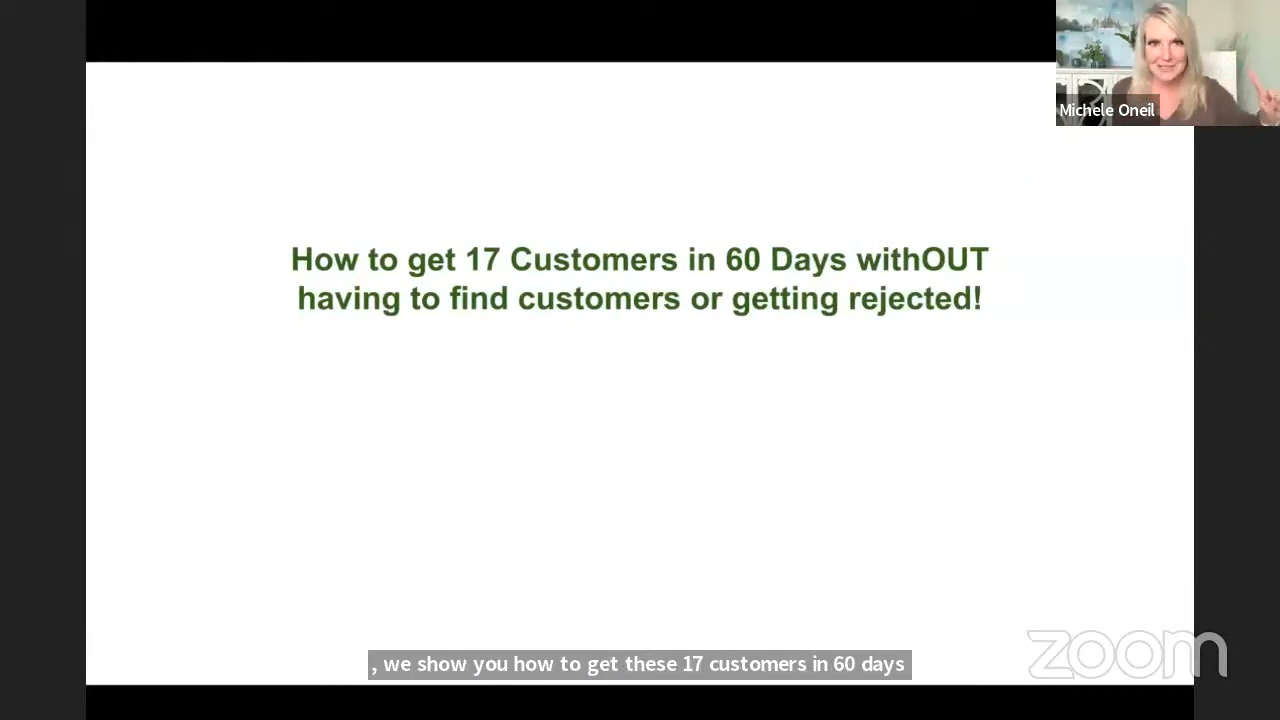 Michele Oneil
How to get 17 Customers in 60 Days withOUT
having to find customers or getting rejected!
, we show you how to get these 17 customers in 60 days
zoom